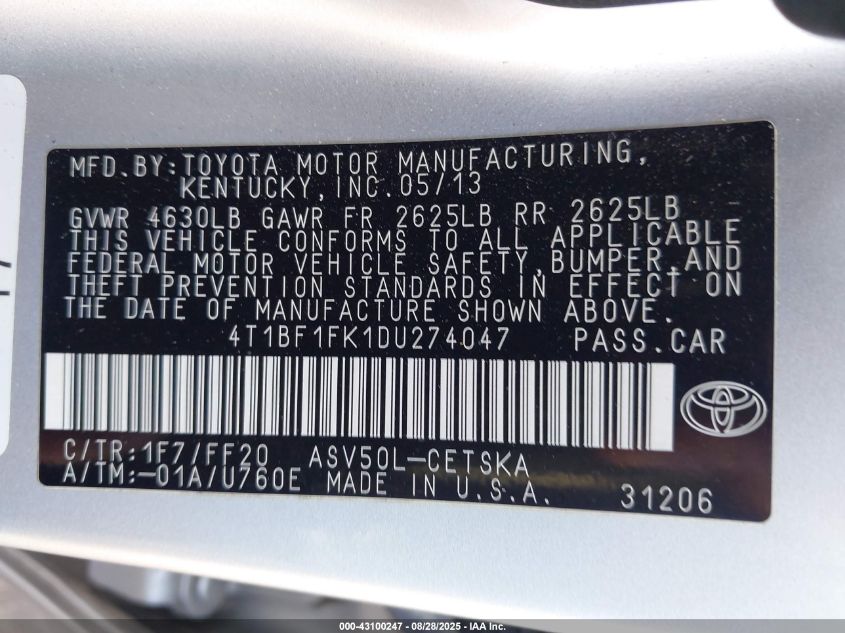 MFD. BY: TOYOTA MOTOR MANUFACTURING,
KENTUCKY, INC. 05/13
GVWR 4630LB GAWR FR 2625LB RR 2625LB
THIS VEHICLE CONFORMS TO ALL APPLICABLE
FEDERAL MOTOR VEHICLE SAFETY, BUMPER, AND
THEFT PREVENTION STANDARDS IN EFFECT ON
THE DATE OF MANUFACTURE SHOWN ABOVE.
4T1BF1FK1DU274047 PASS. CAR
C/TR: 1F7/FF20 ASV50L-CETSKA
A/TM: -01A/U760E MADE IN U.S.A. 31206
000-43100247 - 08/28/2025 - IAA Inc.